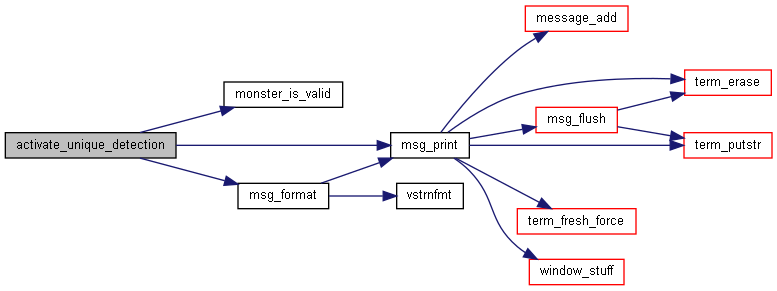 message_add
term_erase
monster_is_valid
msg_flush
activate_unique_detection
msg_print
term_putstr
msg_format
vstrnfmt
term_fresh_force
window_stuff